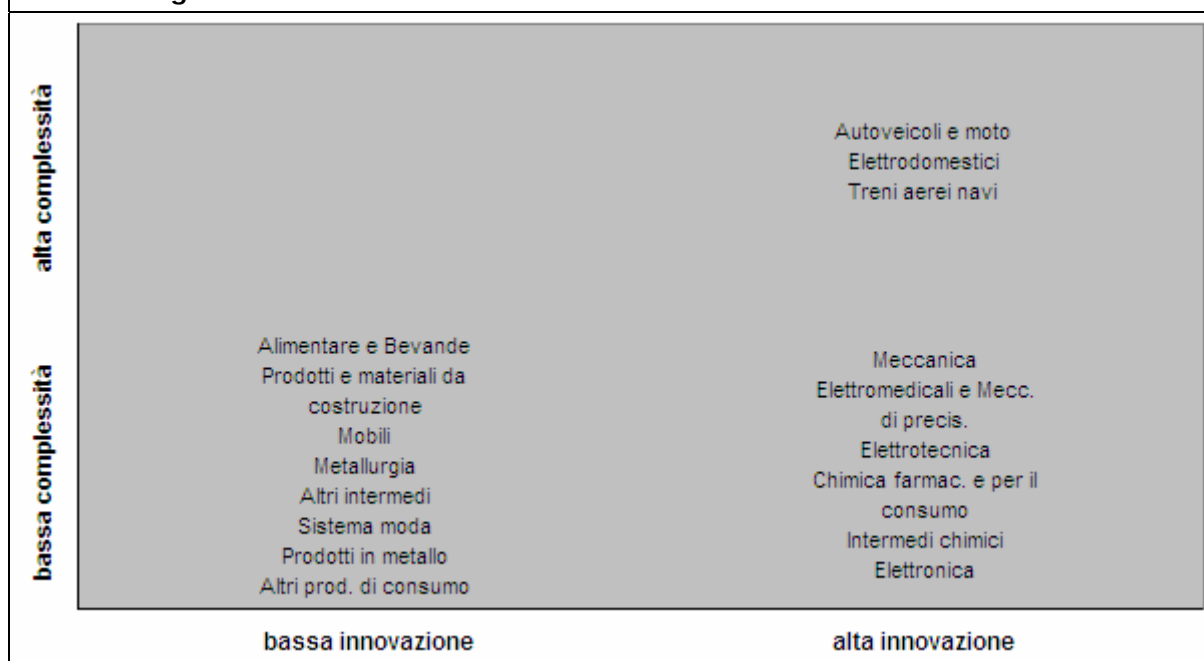 alta complessità
Autoveicoli e moto
Elettrodomestici
Treni aerei navi
bassa complessità
Alimentare e Bevande
Prodotti e materiali da
costruzione
Mobili
Metallurgia
Altri intermedi
Sistema moda
Prodotti in metallo
Altri prod. di consumo
Meccanica
Elettromedicali e Mecc.
di precis.
Elettrotecnica
Chimica farmac. e per il
consumo
Intermedi chimici
Elettronica
bassa innovazione
alta innovazione